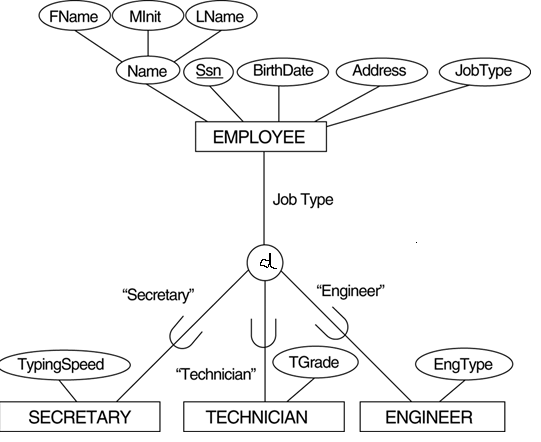 FName MInit LName
Name Ssn BirthDate Address JobType
EMPLOYEE
Job Type
d
"Secretary" "Engineer"
TypingSpeed "Technician" TGrade EngType
SECRETARY TECHNICIAN ENGINEER